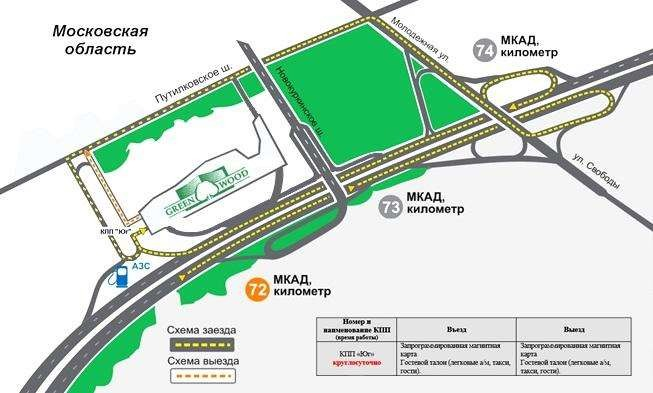 Московская
область
Путилковское ш.
Новокуркинское ш.
Молодежная ул.
74
МКАД,
километр
ул. Свободы
GREEN WOOD
КПП "Юг"
АЗС
73
МКАД,
километр
72
МКАД,
километр
Схема заезда
Схема выезда
Номер и
наименование КПП
(время работы)
Въезд
Выезд
КПП «Юг»
круглосуточно
Запрограммированная магнитная
карта
Гостевой талон (легковые а/м, такси,
гости).
Запрограммированная магнитная
карта
Гостевой талон (легковые а/м,
такси, гости).